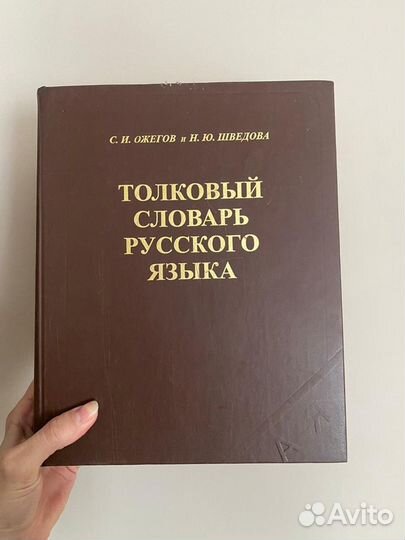 С. И. ОЖЕГОВ и Н. Ю. ШВЕДОВА
ТОЛКОВЫЙ
СЛОВАРЬ
РУССКОГО
ЯЗЫКА
Avito